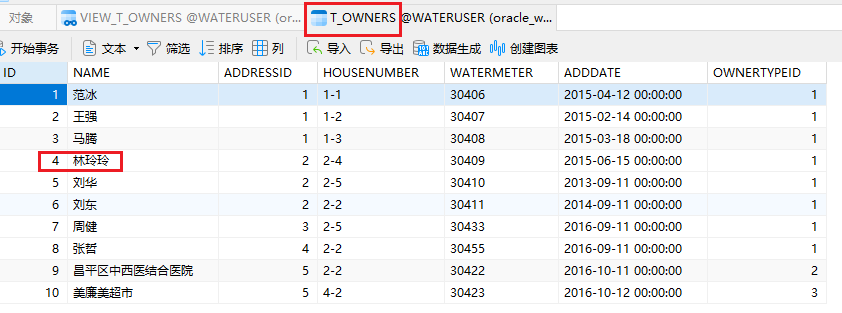 对象 VIEW_T_OWNERS @WATERUSER (ora... T_OWNERS @WATERUSER (oracle_w...
开始事务 文本 筛选 排序 列 导入 导出 数据生成 创建图表
ID NAME ADDRESSID HOUSENUMBER WATERMETER ADDDATE OWNERTYPEID
1 范冰 1 1-1 30406 2015-04-12 00:00:00 1
2 王强 1 1-2 30407 2015-02-14 00:00:00 1
3 马腾 1 1-3 30408 2015-03-18 00:00:00 1
4 林玲玲 2 2-4 30409 2015-06-15 00:00:00 1
5 刘华 2 2-5 30410 2013-09-11 00:00:00 1
6 刘东 2 2-2 30411 2014-09-11 00:00:00 1
7 周健 3 2-5 30433 2016-09-11 00:00:00 1
8 张哲 4 2-2 30455 2016-09-11 00:00:00 1
9 昌平区中西医结合医院 5 2-2 30422 2016-10-11 00:00:00 2
10 美廉美超市 5 4-2 30423 2016-10-12 00:00:00 3